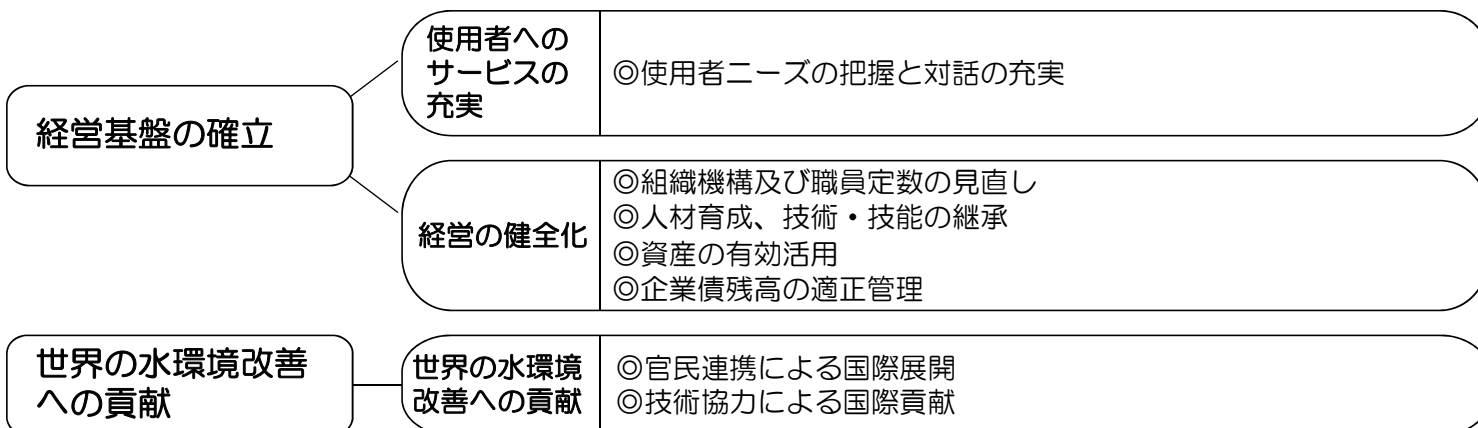 経営基盤の確立
使用者への
サービスの
充実
◎使用者ニーズの把握と対話の充実
経営の健全化
◎組織機構及び職員定数の見直し
◎人材育成、技術・技能の継承
◎資産の有効活用
◎企業債残高の適正管理
世界の水環境改善
への貢献
世界の水環境
改善への貢献
◎官民連携による国際展開
◎技術協力による国際貢献